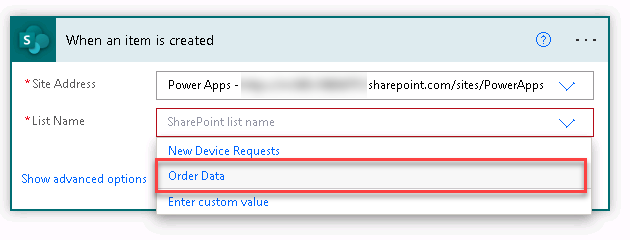 When an item is created
* Site Address
Power Apps - sharepoint.com/sites/PowerApps
* List Name
SharePoint list name
New Device Requests
Order Data
Enter custom value
Show advanced options